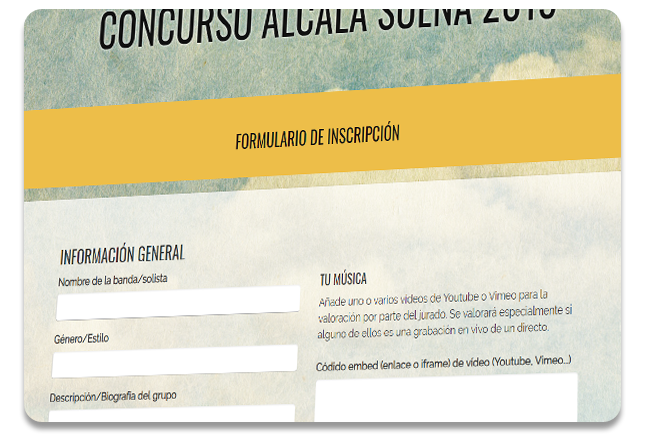 CONCURSO ALCALÁ SUENA 2016
FORMULARIO DE INSCRIPCIÓN
INFORMACIÓN GENERAL
Nombre de la banda/solista
Género/Estilo
Descripción/Biografía del grupo
TU MÚSICA
Añade uno o varios vídeos de Youtube o Vimeo para la
valoración por parte del jurado. Se valorará especialmente si
alguno de ellos es una grabación en vivo de un directo.
Códido embed (enlace o iframe) de vídeo (Youtube, Vimeo...)